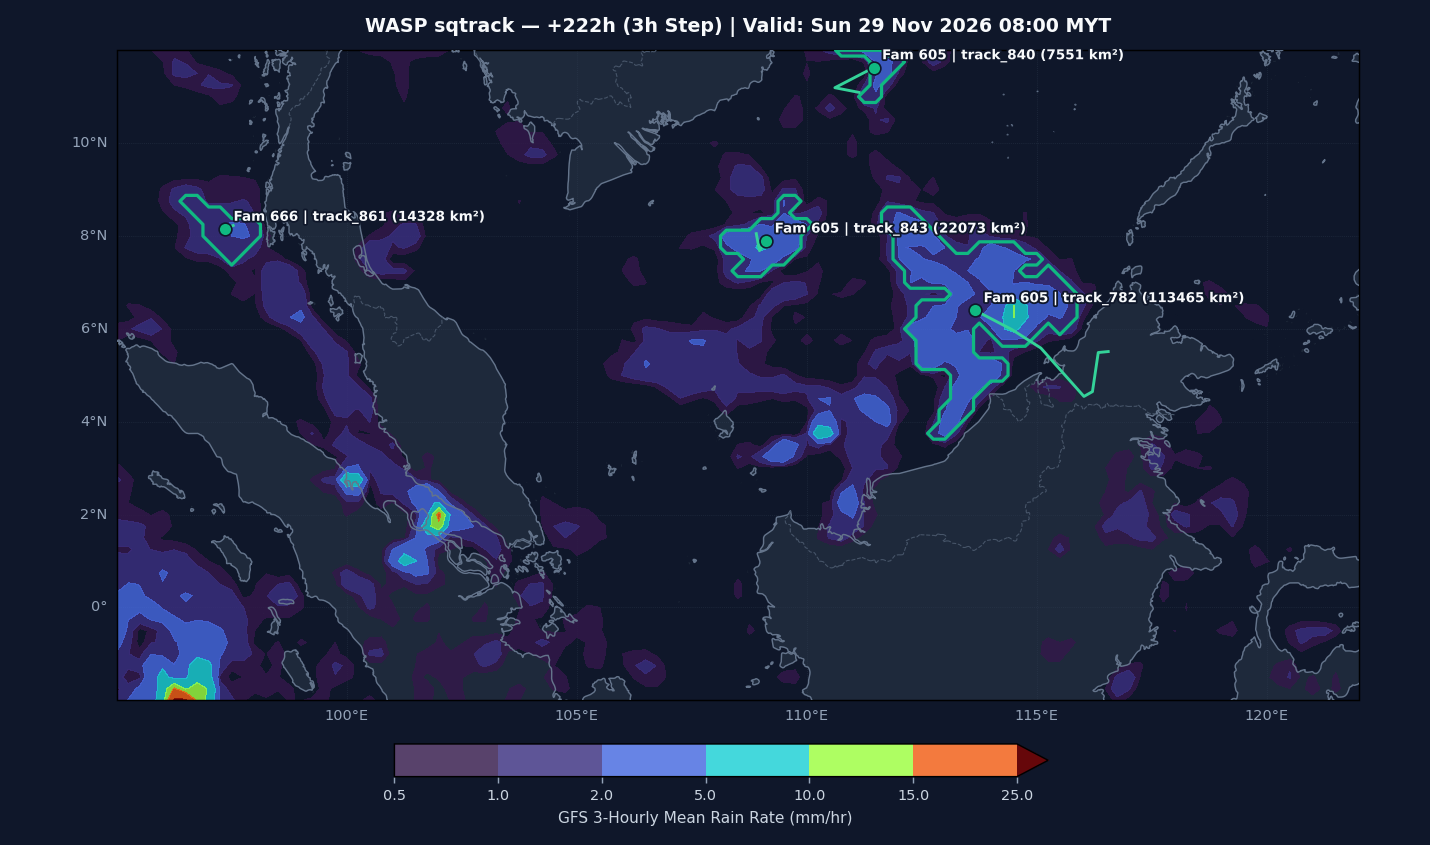 WASP sqtrack — +222h (3h Step) | Valid: Sun 29 Nov 2026 08:00 MYT
Fam 605 | track_840 (7551 km²)
10°N
Fam 666 | track_861 (14328 km²)
Fam 605 | track_843 (22073 km²)
8°N
Fam 605 | track_782 (113465 km²)
6°N
4°N
2°N
0°
100°E 105°E 110°E 115°E 120°E
0.5 1.0 2.0 5.0 10.0 15.0 25.0
GFS 3-Hourly Mean Rain Rate (mm/hr)